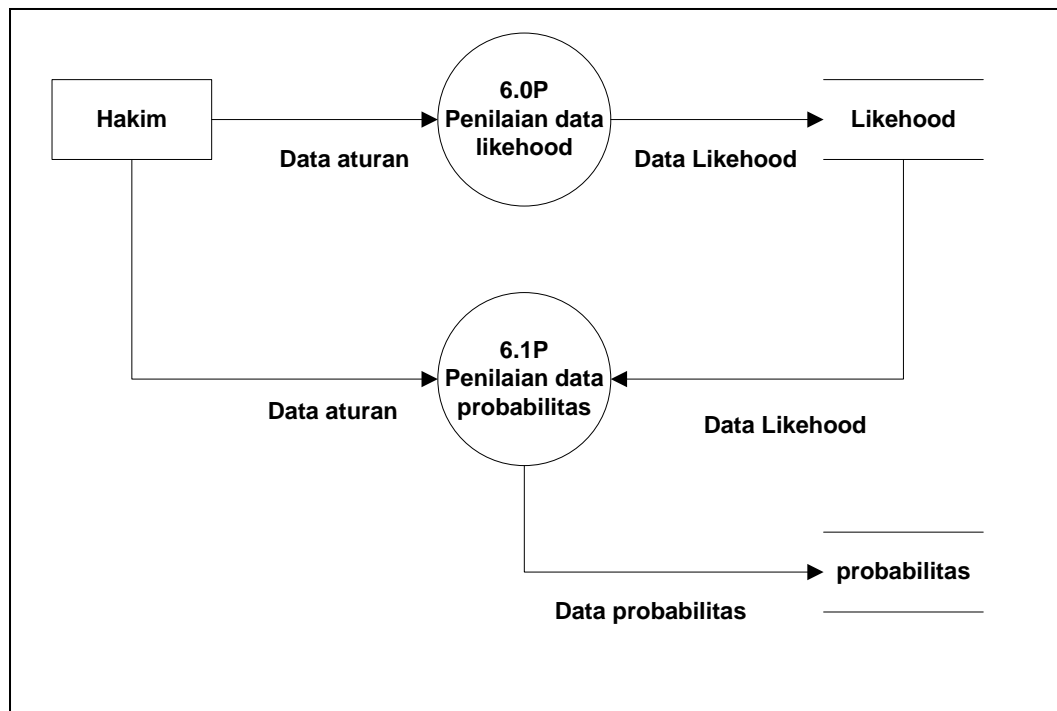 Hakim
6.0P
Penilaian data
likehood
Likehood
Data aturan
Data Likehood
6.1P
Penilaian data
probabilitas
Data aturan
Data Likehood
probabilitas
Data probabilitas